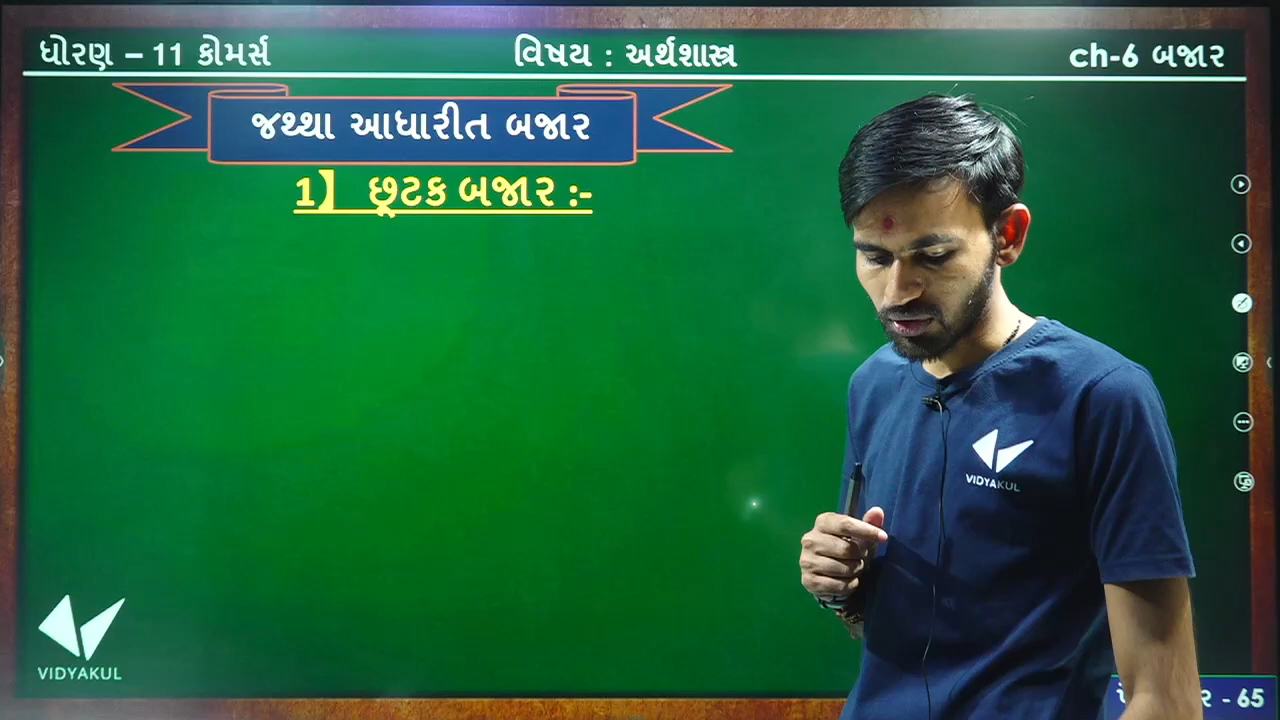 ધોરણ – 11 કોમર્સ વિષય : અર્થશાસ્ત્ર ch-6 બજાર
જથ્થા આધારીત બજાર
1】 છૂટક બજાર :-
VIDYAKUL
VIDYAKUL
- 65